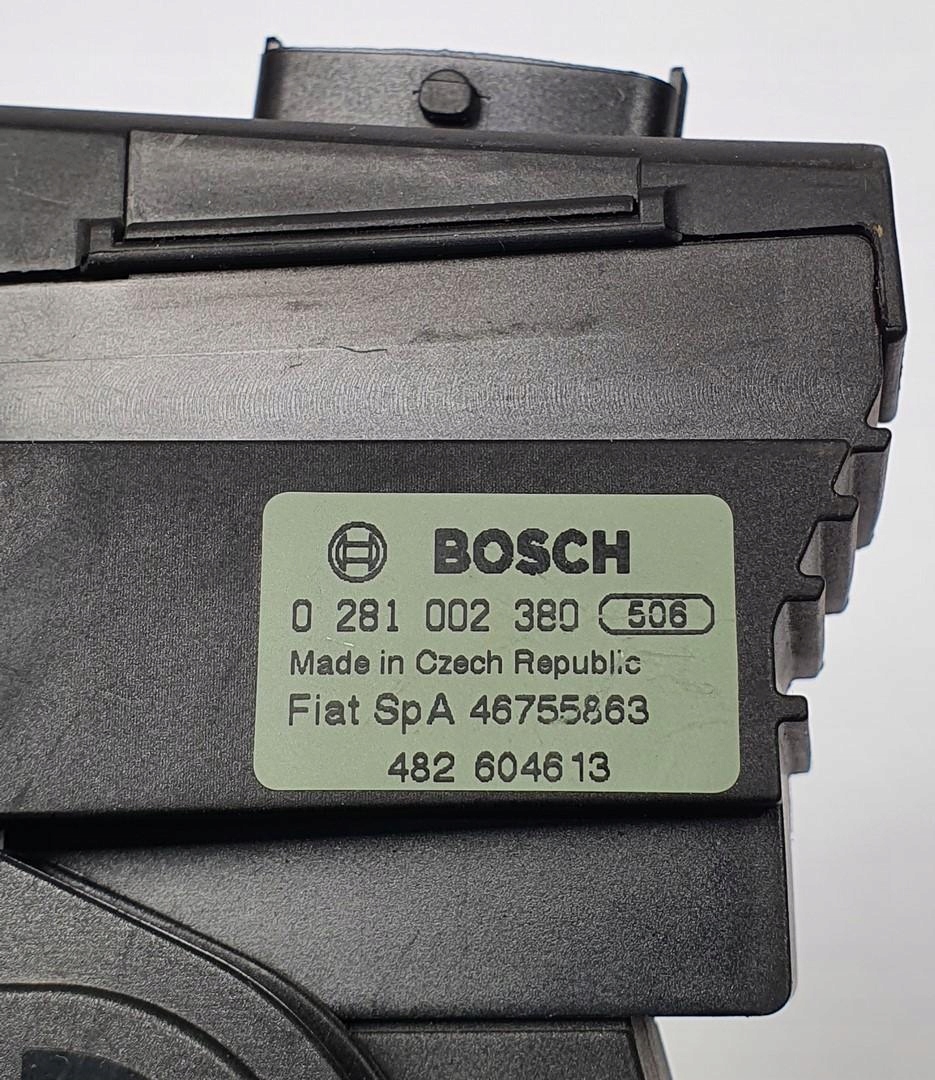 BOSCH
0 281 002 380 506
Made in Czech Republic
Fiat SpA 46755863
482 604613